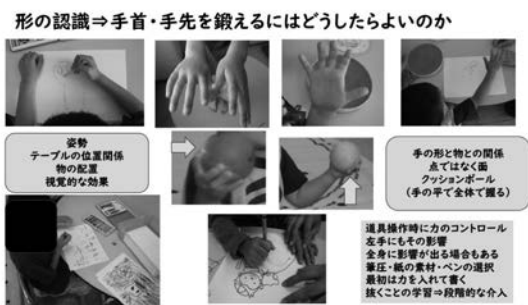 形の認識⇒手首・手先を鍛えるにはどうしたらよいのか
姿勢
テーブルの位置関係
物の配置
視覚的な効果
手の形と物との関係
点ではなく面
クッションボール
(手の平で全体で握る)
道具操作時に力のコントロール
左手にもその影響
全身に影響が出る場合もある
筆圧・紙の素材・ペンの選択
最初は力を入れて書く
抜くことの学習⇒段階的な介入